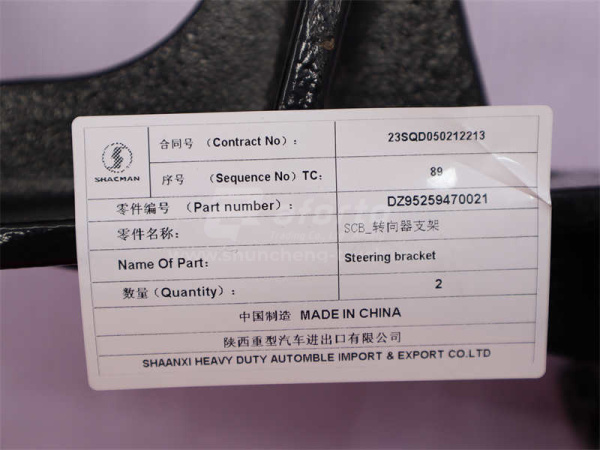 SHACMAN
合同号 （Contract No）： 23SQD050212213
序号 （Sequence No）TC: 89
零件编号（Part number）： DZ95259470021
零件名称： SCB_转向器支架
Name Of Part: Steering bracket
数量（Quantity）： 2
中国制造 MADE IN CHINA
陕西重型汽车进出口有限公司
SHAANXI HEAVY DUTY AUTOMBLE IMPORT & EXPORT CO.LTD